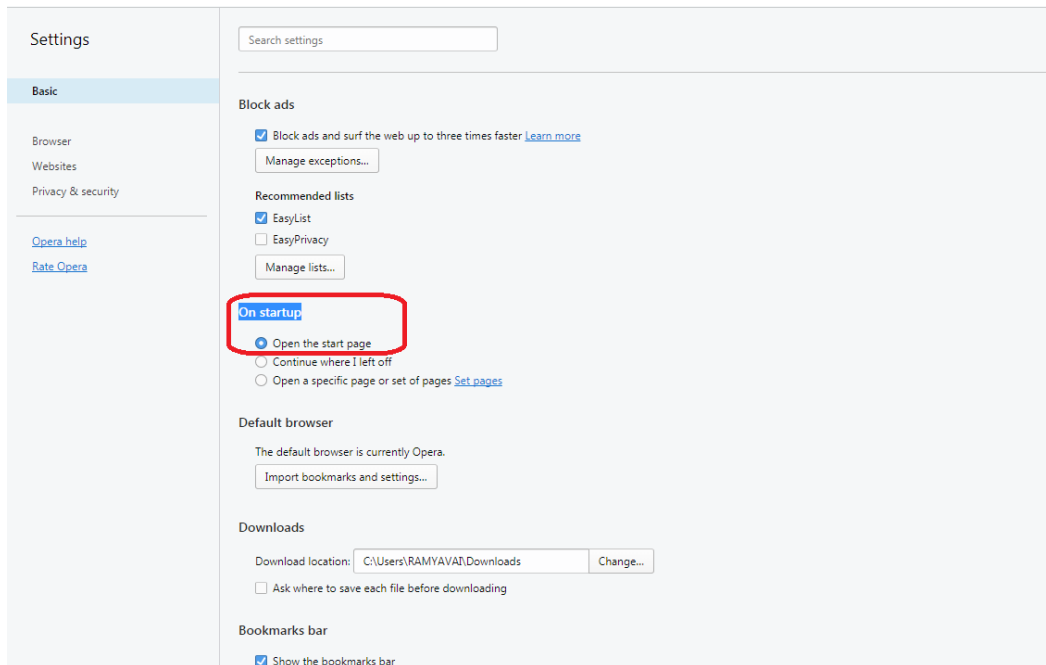 Settings
Search settings
Basic
Browser
Websites
Privacy & security
Opera help
Rate Opera
Block ads
Block ads and surf the web up to three times faster Learn more
Manage exceptions...
Recommended lists
EasyList
EasyPrivacy
Manage lists...
On startup
Open the start page
Continue where I left off
Open a specific page or set of pages Set pages
Default browser
The default browser is currently Opera.
Import bookmarks and settings...
Downloads
Download location: C:\Users\RAMYAVAI\Downloads Change...
Ask where to save each file before downloading
Bookmarks bar
Show the bookmarks bar